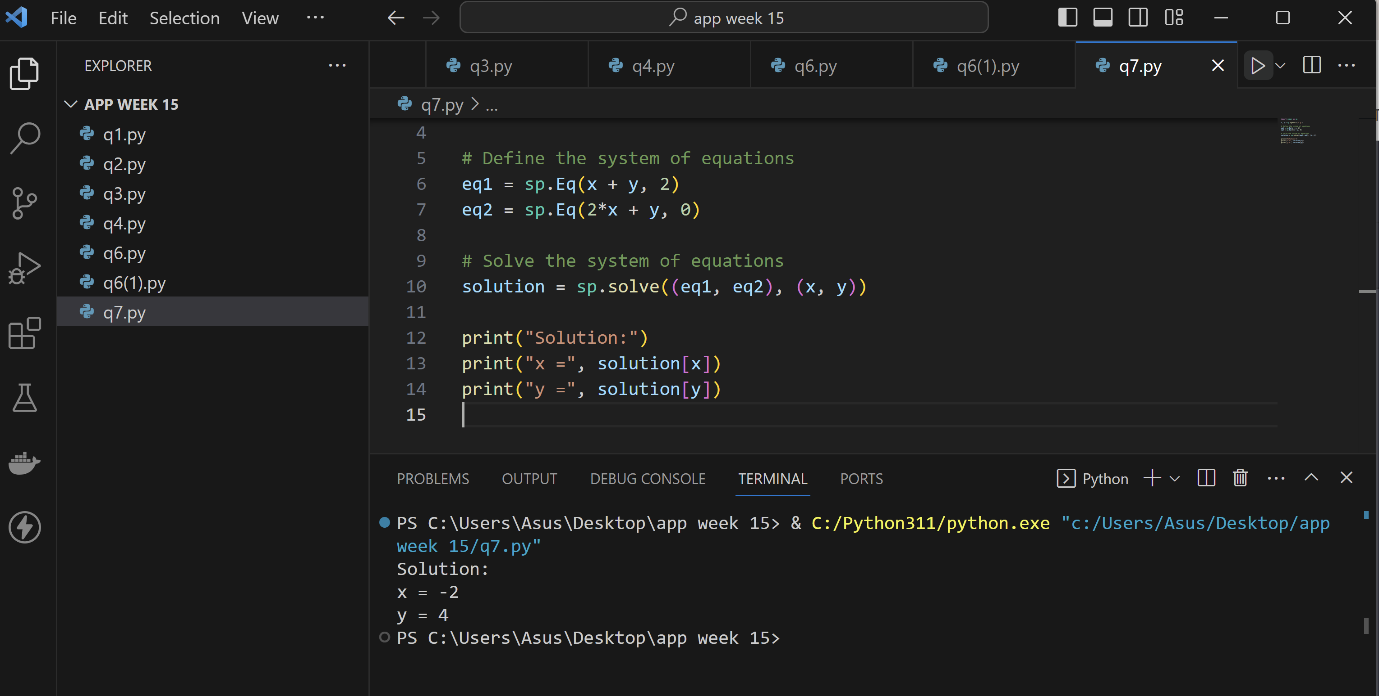 File Edit Selection View ··· app week 15
EXPLORER ···
APP WEEK 15
q1.py
q2.py
q3.py
q4.py
q6.py
q6(1).py
q7.py
q3.py q4.py q6.py q6(1).py q7.py
q7.py > ...
4
5 # Define the system of equations
6 eq1 = sp.Eq(x + y, 2)
7 eq2 = sp.Eq(2*x + y, 0)
8
9 # Solve the system of equations
10 solution = sp.solve((eq1, eq2), (x, y))
11
12 print("Solution:")
13 print("x =", solution[x])
14 print("y =", solution[y])
15
PROBLEMS OUTPUT DEBUG CONSOLE TERMINAL PORTS Python
PS C:\Users\Asus\Desktop\app week 15> & C:/Python311/python.exe "c:/Users/Asus/Desktop/app
week 15/q7.py"
Solution:
x = -2
y = 4
PS C:\Users\Asus\Desktop\app week 15>